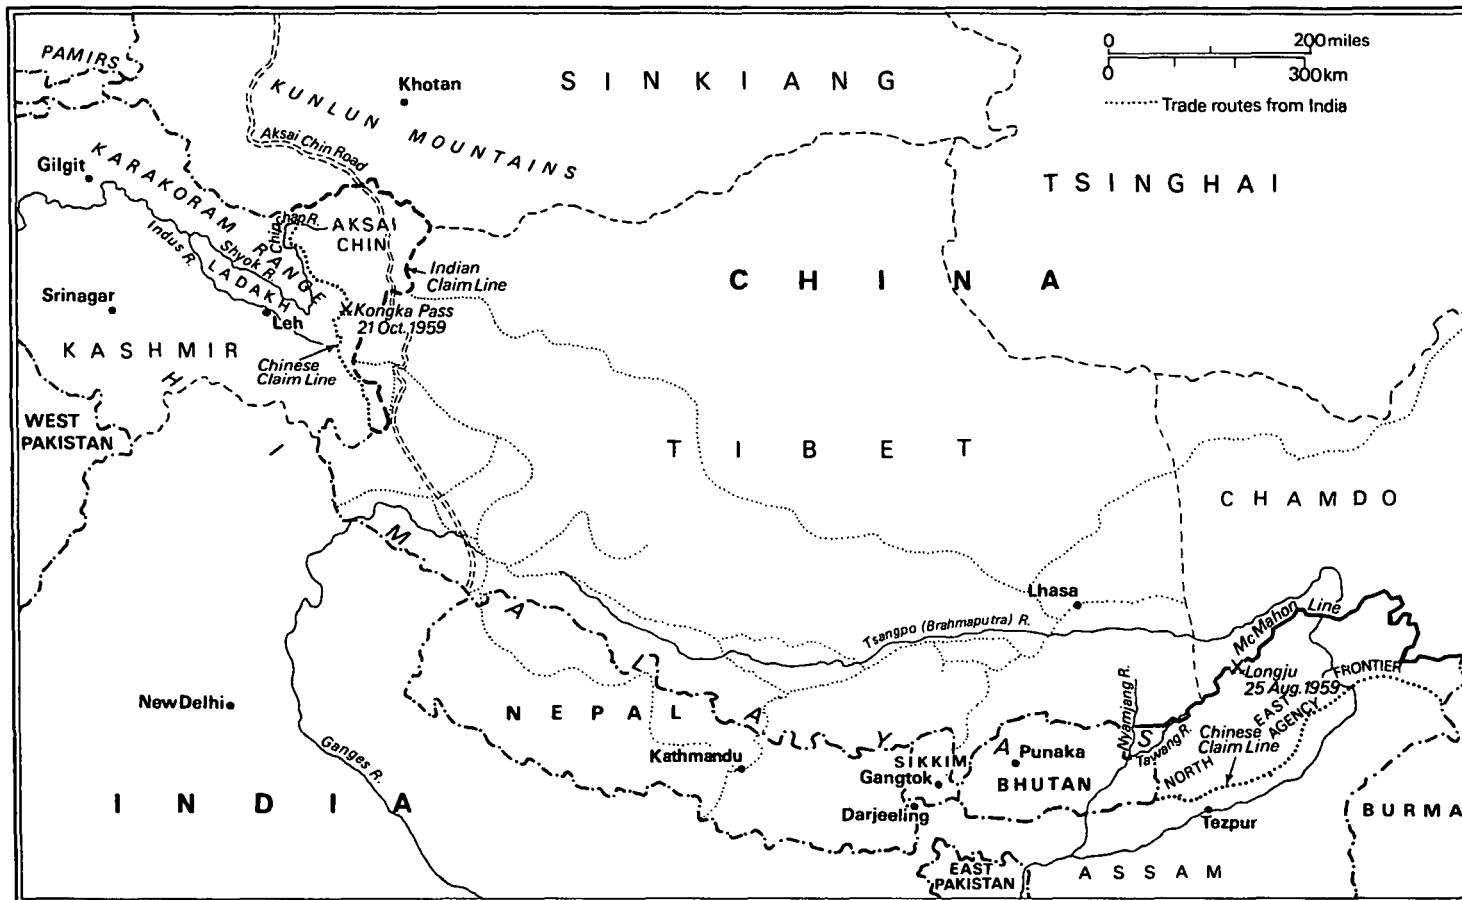 0 200 miles
0 300 km
Trade routes from India
PAMIRS
Khotan
SINKIANG
KUNLUN MOUNTAINS
Aksai Chin Road
TSINGHAI
Gilgit
KARAKORAM RANGE
Chipchap R.
AKSAI
CHIN
Indus R.
Shyok R.
LADAKH
Indian
Claim Line
CHINA
Srinagar
Leh
Kongka Pass
21 Oct. 1959
KASHMIR
Chinese
Claim Line
HIMALAYAS
WEST
PAKISTAN
TIBET
CHAMDO
Lhasa
Tsangpo (Brahmaputra) R.
McMahon Line
Longju
25 Aug. 1959
NORTH EAST FRONTIER
AGENCY
Nyamjang R.
Tawang R.
Chinese
Claim Line
New Delhi
NEPAL
Kathmandu
SIKKIM
Gangtok
Punaka
BHUTAN
Ganges R.
INDIA
Darjeeling
Tezpur
BURMA
EAST
PAKISTAN
ASSAM